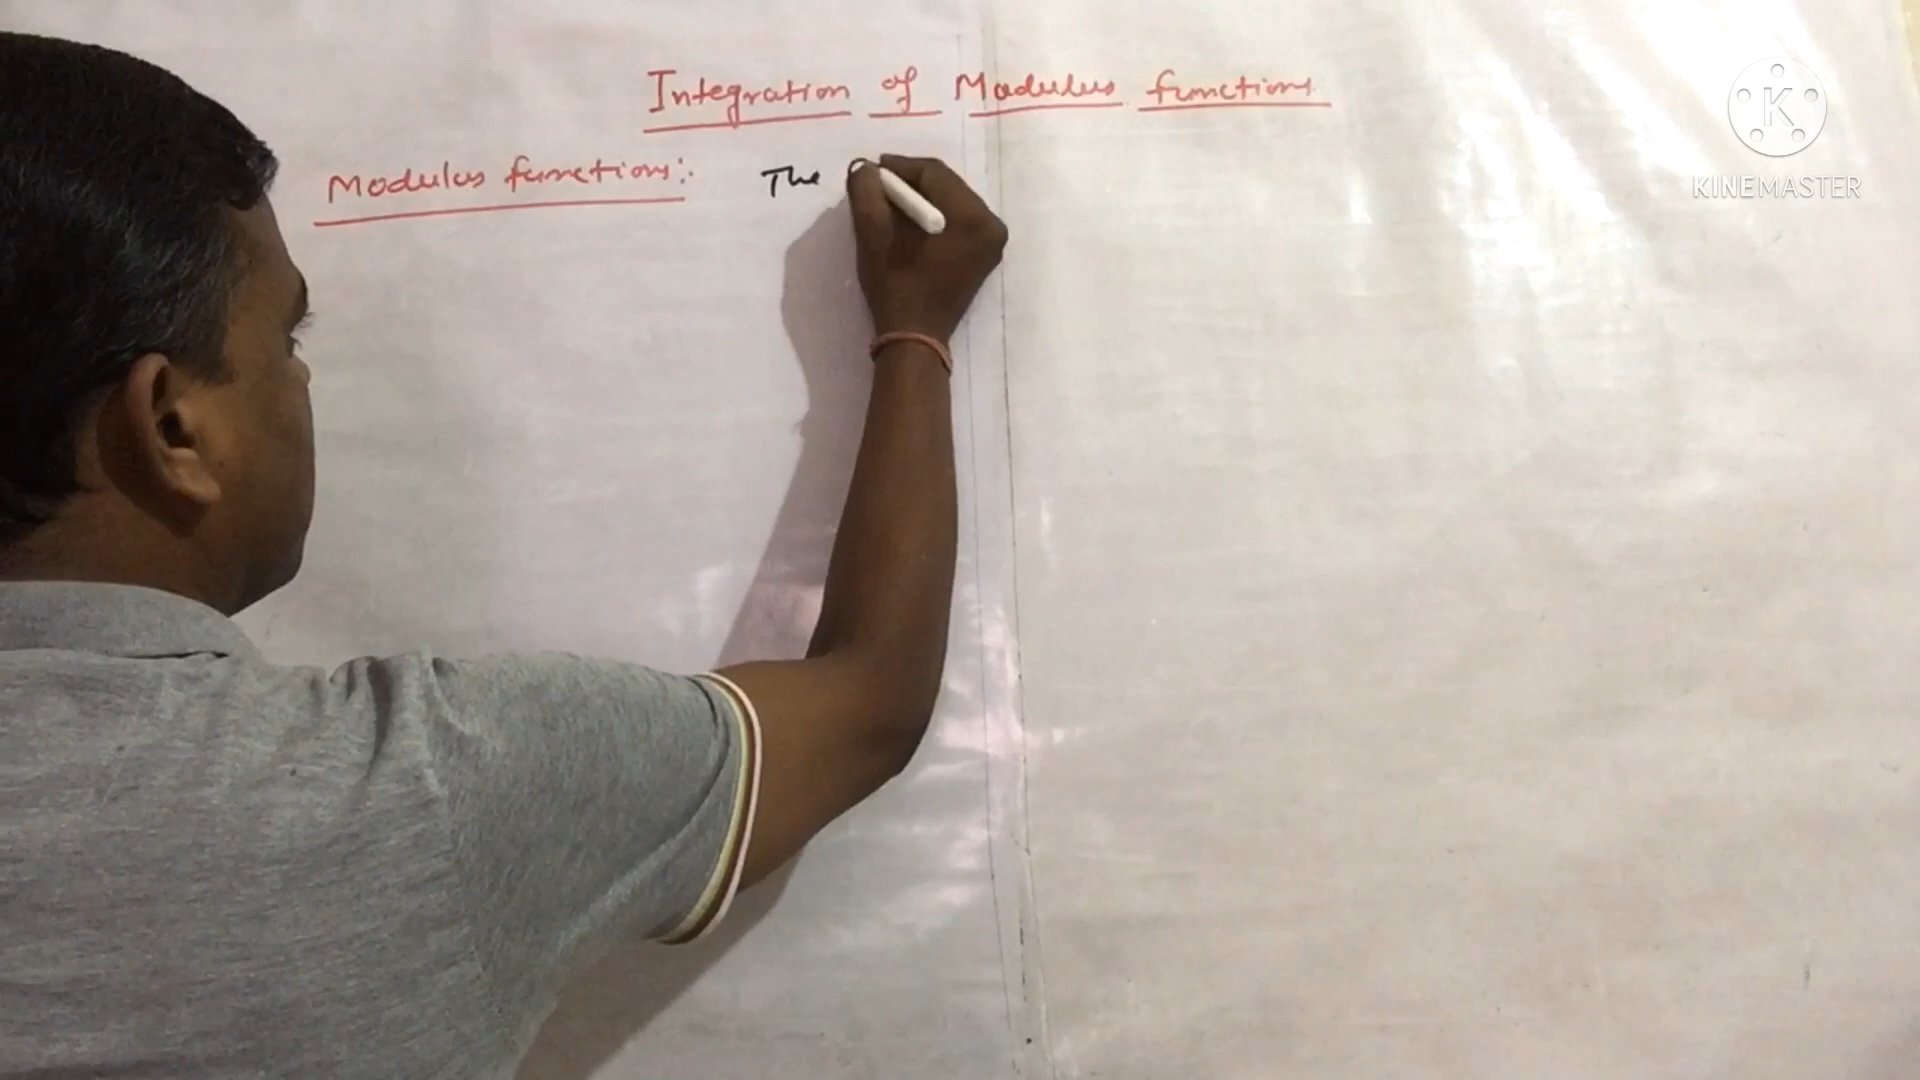 Integration of Modulus functions
Modulus functions:. The
K
KINEMASTER